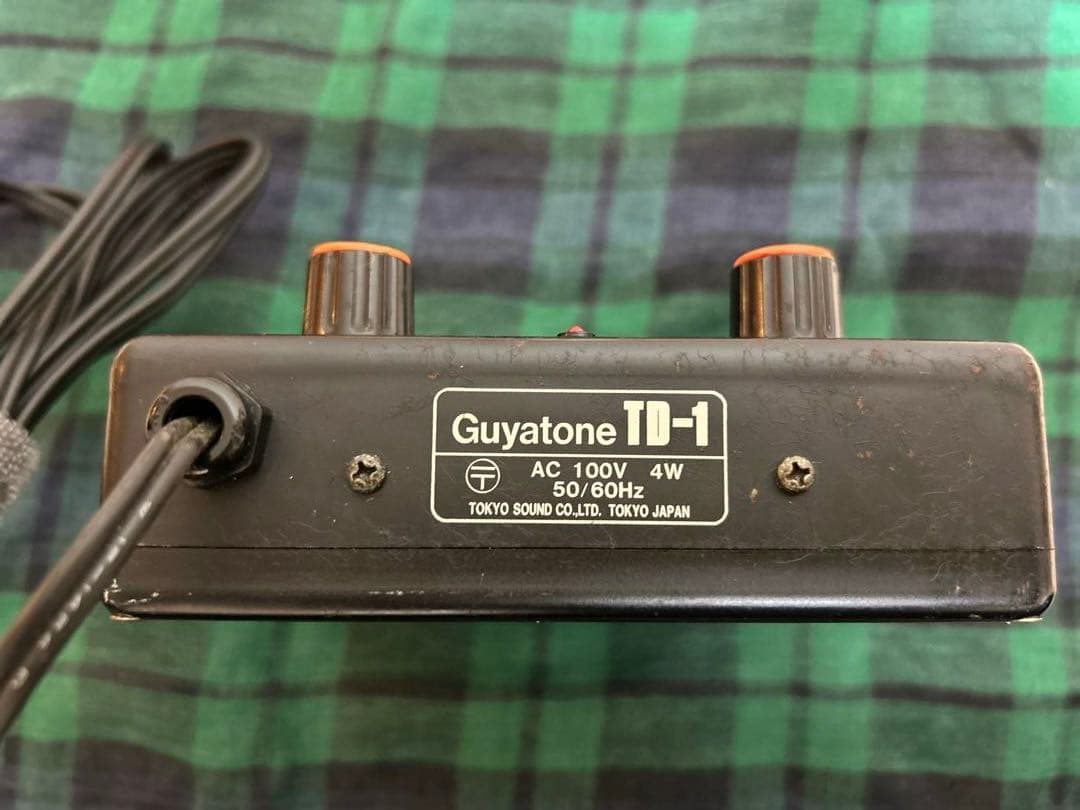 Guyatone TD-1
〒 AC 100V 4W
50/60Hz
TOKYO SOUND CO.,LTD. TOKYO JAPAN